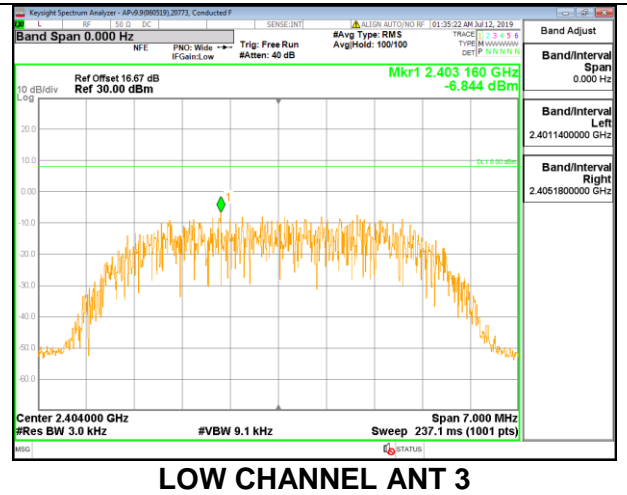 Keysight Spectrum Analyzer - APv9.9(060519),20773, Conducted F
L RF 50 Ω DC SENSE:INT ALIGN AUTO/NO RF 01:35:22 AM Jul 12, 2019
Band Span 0.000 Hz
NFE
PNO: Wide
IFGain:Low
Trig: Free Run
#Atten: 40 dB
#Avg Type: RMS
Avg|Hold: 100/100
TRACE 1 2 3 4 5 6
TYPE M WWWWW
DET P NNNNN
Band Adjust
Band/Interval
Span
0.000 Hz
Band/Interval
Left
2.4011400000 GHz
Band/Interval
Right
2.4051800000 GHz
Mkr1 2.403 160 GHz
-6.844 dBm
Ref Offset 16.67 dB
10 dB/div Ref 30.00 dBm
Log
20.0
10.0
DL1 8.00 dBm
0.00
1
-10.0
-20.0
-30.0
-40.0
-50.0
-60.0
Center 2.404000 GHz Span 7.000 MHz
#Res BW 3.0 kHz #VBW 9.1 kHz Sweep 237.1 ms (1001 pts)
MSG STATUS
LOW CHANNEL ANT 3